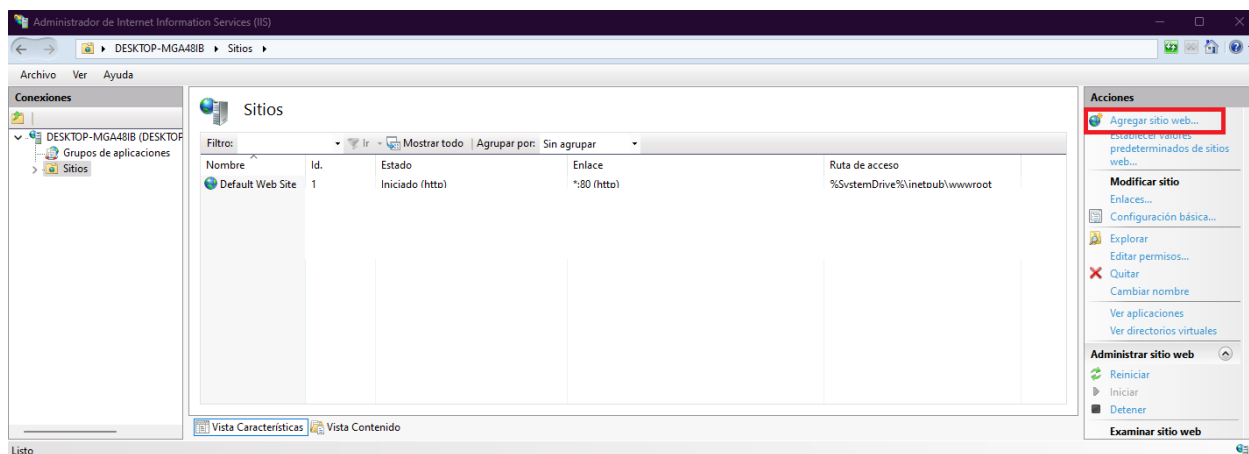 Administrador de Internet Information Services (IIS)
DESKTOP-MGA48IB Sitios
Archivo Ver Ayuda
Conexiones
DESKTOP-MGA48IB (DESKTOP
Grupos de aplicaciones
Sitios
Sitios
Filtro: Ir Mostrar todo Agrupar por: Sin agrupar
Nombre Id. Estado Enlace Ruta de acceso
Default Web Site 1 Iniciado (http) *:80 (http) %SystemDrive%\inetpub\wwwroot
Vista Características Vista Contenido
Acciones
Agregar sitio web...
Establecer valores
predeterminados de sitios
web...
Modificar sitio
Enlaces...
Configuración básica...
Explorar
Editar permisos...
Quitar
Cambiar nombre
Ver aplicaciones
Ver directorios virtuales
Administrar sitio web
Reiniciar
Iniciar
Detener
Examinar sitio web
Listo